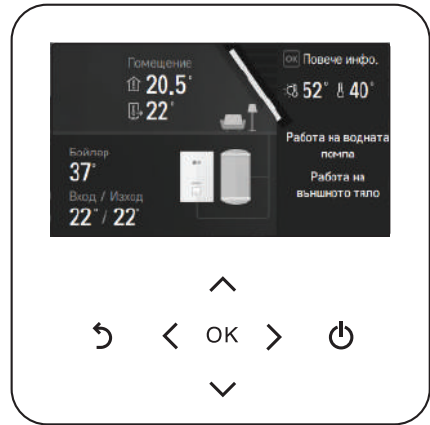 Помещение
20.5°
22°
Бойлер
37°
Вход / Изход
22° / 22°
OK Повече инфо.
52° 40°
Работа на водната
помпа
Работа на
външното тяло
OK